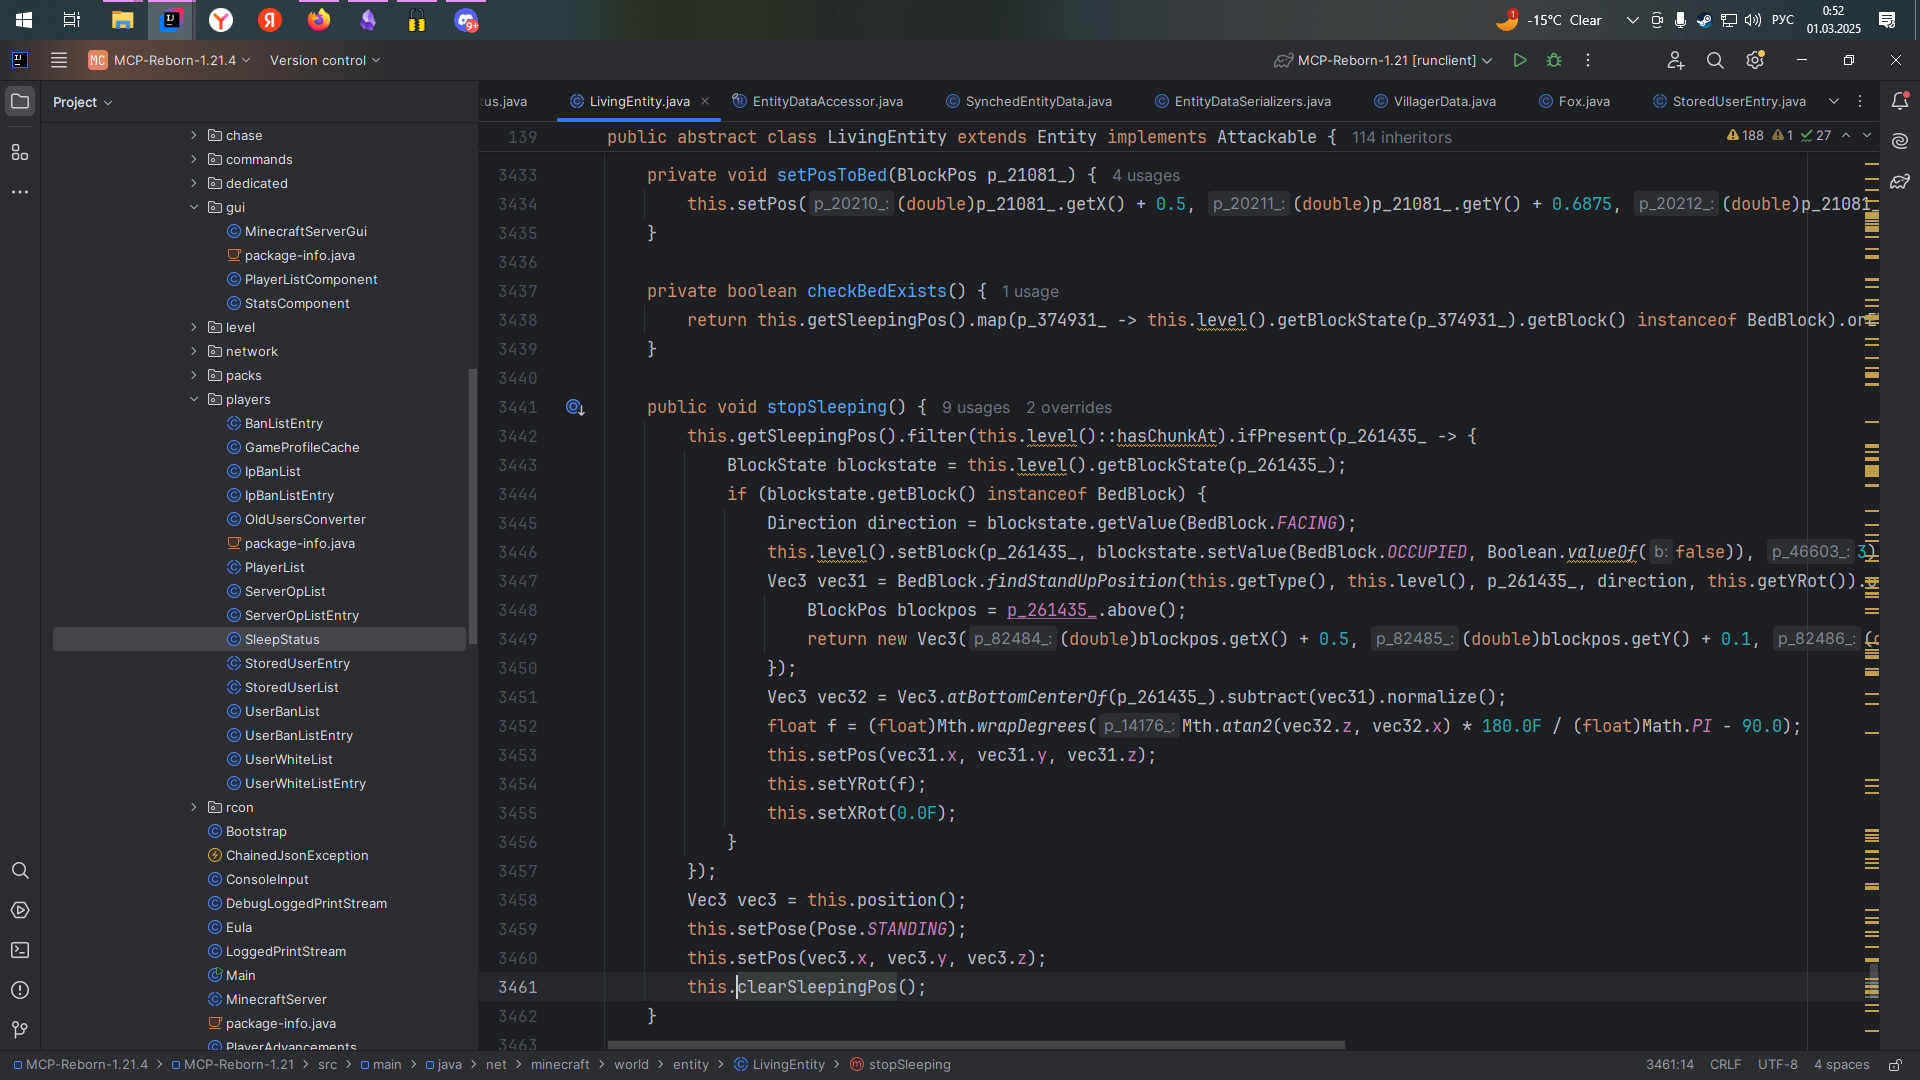 -15°C Clear
РУС
0:52
01.03.2025
9+
1
MC MCP-Reborn-1.21.4
Version control
MCP-Reborn-1.21 [runclient]
Project
tus.java
LivingEntity.java
EntityDataAccessor.java
SynchedEntityData.java
EntityDataSerializers.java
VillagerData.java
Fox.java
StoredUserEntry.java
139 public abstract class LivingEntity extends Entity implements Attackable { 114 inheritors
188 1 27
chase
commands
dedicated
gui
MinecraftServerGui
package-info.java
PlayerListComponent
StatsComponent
level
network
packs
players
BanListEntry
GameProfileCache
IpBanList
IpBanListEntry
OldUsersConverter
package-info.java
PlayerList
ServerOpList
ServerOpListEntry
SleepStatus
StoredUserEntry
StoredUserList
UserBanList
UserBanListEntry
UserWhiteList
UserWhiteListEntry
rcon
Bootstrap
ChainedJsonException
ConsoleInput
DebugLoggedPrintStream
Eula
LoggedPrintStream
Main
MinecraftServer
package-info.java
PlayerAdvancements
3433 private void setPosToBed(BlockPos p_21081_) { 4 usages
3434 this.setPos( p_20210_: (double)p_21081_.getX() + 0.5, p_20211_: (double)p_21081_.getY() + 0.6875, p_20212_: (double)p_21081_
3435 }
3436
3437 private boolean checkBedExists() { 1 usage
3438 return this.getSleepingPos().map(p_374931_ -> this.level().getBlockState(p_374931_).getBlock() instanceof BedBlock).orE
3439 }
3440
3441 public void stopSleeping() { 9 usages 2 overrides
3442 this.getSleepingPos().filter(this.level()::hasChunkAt).ifPresent(p_261435_ -> {
3443 BlockState blockstate = this.level().getBlockState(p_261435_);
3444 if (blockstate.getBlock() instanceof BedBlock) {
3445 Direction direction = blockstate.getValue(BedBlock.FACING);
3446 this.level().setBlock(p_261435_, blockstate.setValue(BedBlock.OCCUPIED, Boolean.valueOf( b: false)), p_46603_: 3)
3447 Vec3 vec31 = BedBlock.findStandUpPosition(this.getType(), this.level(), p_261435_, direction, this.getYRot()).o
3448 BlockPos blockpos = p_261435_.above();
3449 return new Vec3( p_82484_: (double)blockpos.getX() + 0.5, p_82485_: (double)blockpos.getY() + 0.1, p_82486_: (d
3450 });
3451 Vec3 vec32 = Vec3.atBottomCenterOf(p_261435_).subtract(vec31).normalize();
3452 float f = (float)Mth.wrapDegrees( p_14176_: Mth.atan2(vec32.z, vec32.x) * 180.0F / (float)Math.PI - 90.0);
3453 this.setPos(vec31.x, vec31.y, vec31.z);
3454 this.setYRot(f);
3455 this.setXRot(0.0F);
3456 }
3457 });
3458 Vec3 vec3 = this.position();
3459 this.setPose(Pose.STANDING);
3460 this.setPos(vec3.x, vec3.y, vec3.z);
3461 this.clearSleepingPos();
3462 }
3463
MCP-Reborn-1.21.4 > MCP-Reborn-1.21 > src > main > java > net > minecraft > world > entity > LivingEntity > stopSleeping
3461:14 CRLF UTF-8 4 spaces